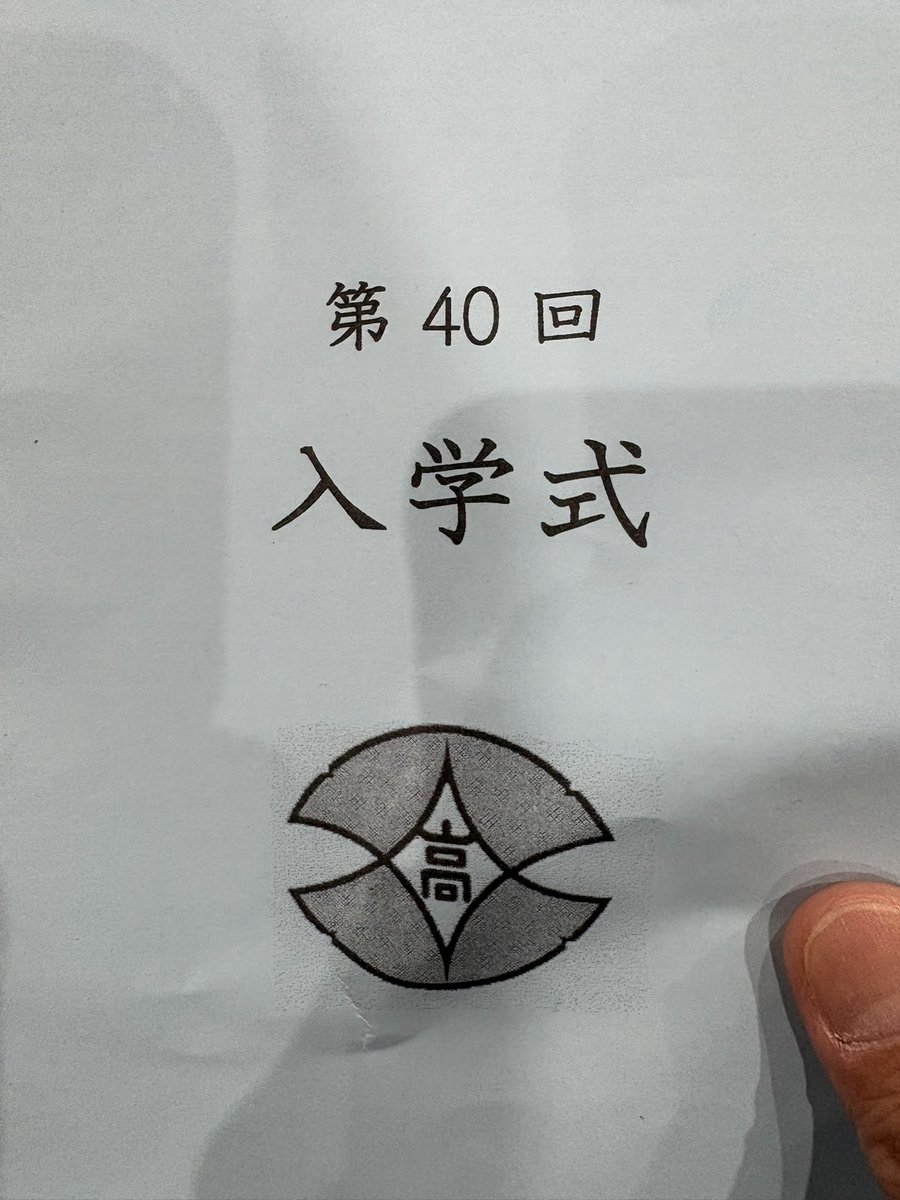 第 40 回
入学式
高